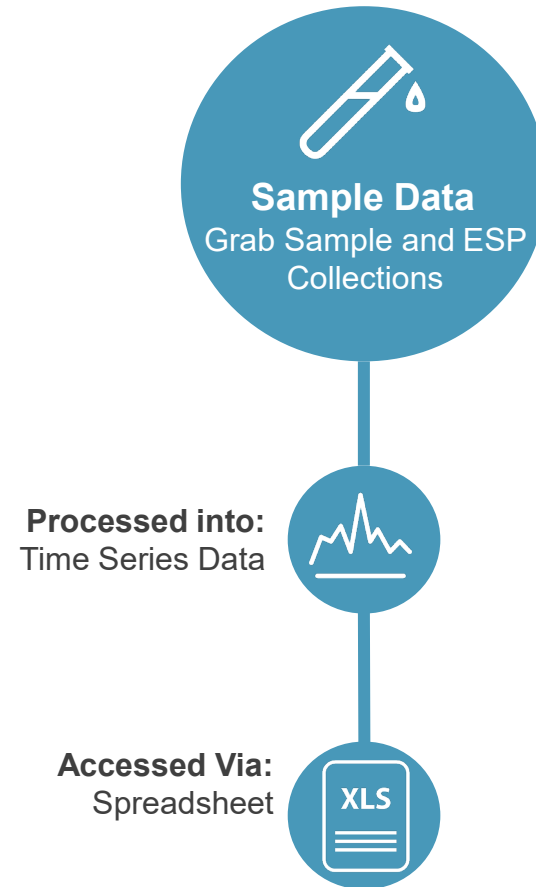 Sample Data
Grab Sample and ESP
Collections
Processed into:
Time Series Data
Accessed Via:
Spreadsheet
XLS